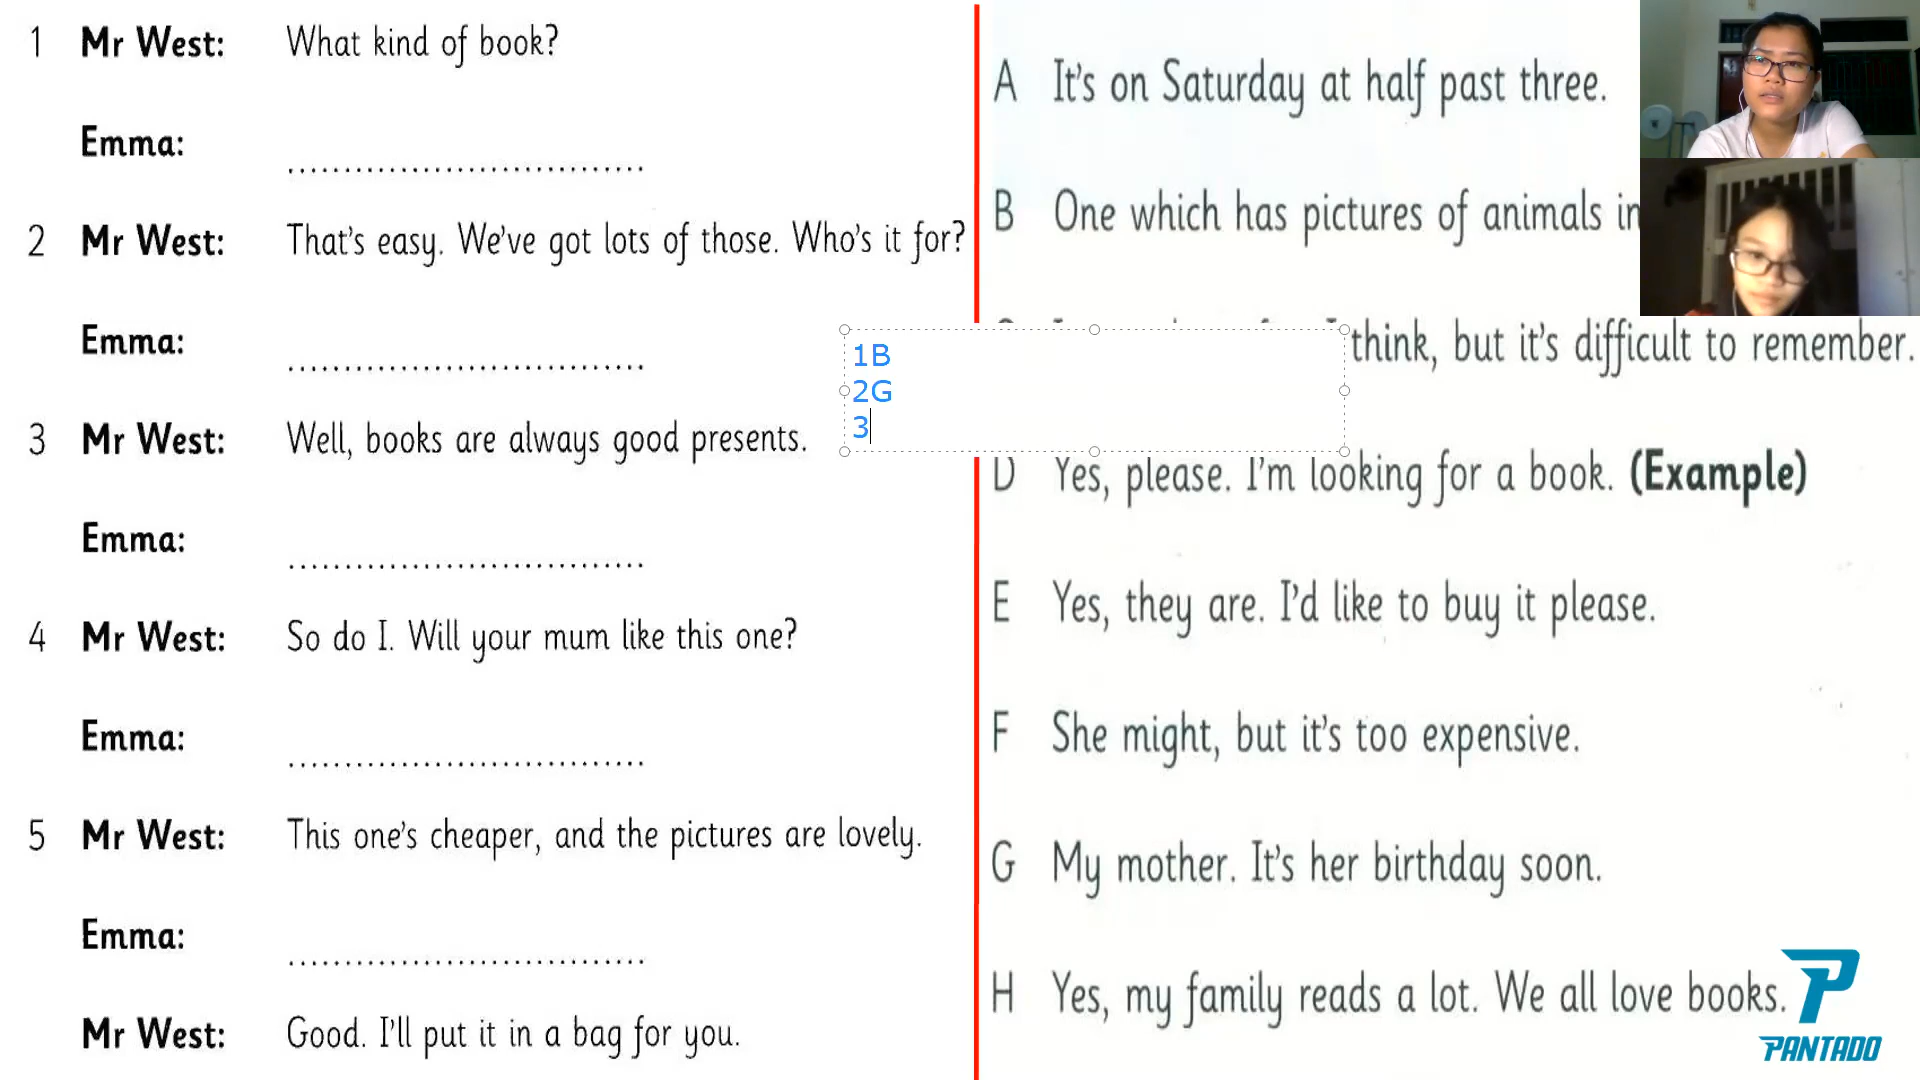 1 Mr West: What kind of book?
Emma: ................................
2 Mr West: That's easy. We've got lots of those. Who's it for?
Emma: ................................
3 Mr West: Well, books are always good presents.
Emma: ................................
4 Mr West: So do I. Will your mum like this one?
Emma: ................................
5 Mr West: This one's cheaper, and the pictures are lovely.
Emma: ................................
Mr West: Good. I'll put it in a bag for you.
1B
2G
3
A It's on Saturday at half past three.
B One which has pictures of animals in
think, but it's difficult to remember.
D Yes, please. I'm looking for a book. (Example)
E Yes, they are. I'd like to buy it please.
F She might, but it's too expensive.
G My mother. It's her birthday soon.
H Yes, my family reads a lot. We all love books.
PANTADO